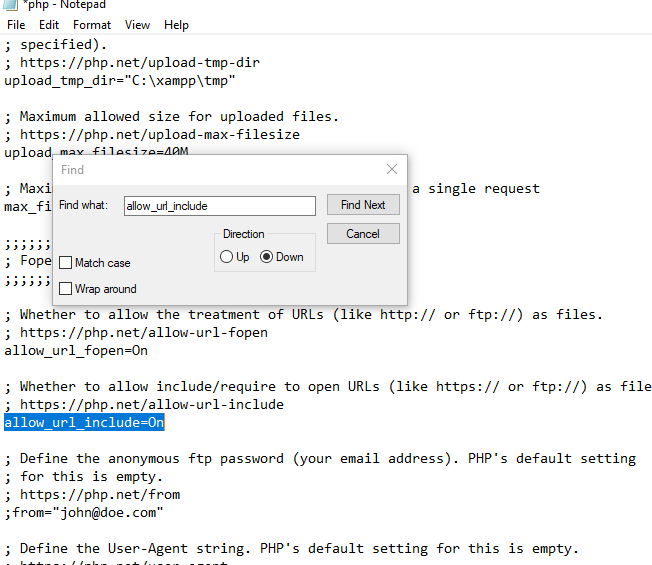 *php - Notepad
File Edit Format View Help
; specified).
; https://php.net/upload-tmp-dir
upload_tmp_dir="C:\xampp\tmp"
; Maximum allowed size for uploaded files.
; https://php.net/upload-max-filesize
upload_max_filesize=40M
Find
; Maxi a single request
Find what: allow_url_include Find Next
max_fi
Direction Cancel
;;;;;;
Up Down
; Fope
Match case
;;;;;;
Wrap around
; Whether to allow the treatment of URLs (like http:// or ftp://) as files.
; https://php.net/allow-url-fopen
allow_url_fopen=On
; Whether to allow include/require to open URLs (like https:// or ftp://) as file
; https://php.net/allow-url-include
allow_url_include=On
; Define the anonymous ftp password (your email address). PHP's default setting
; for this is empty.
; https://php.net/from
;from="john@doe.com"
; Define the User-Agent string. PHP's default setting for this is empty.
; https://php.net/user-agent